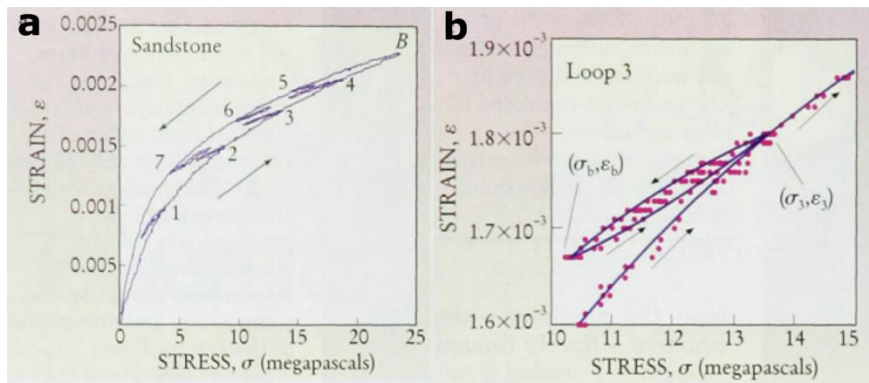 a
Sandstone
B
0.0025
0.002
0.0015
0.001
0.0005
0
5
10
15
20
25
1
2
3
4
5
6
7
STRAIN, ε
STRESS, σ (megapascals)
b
Loop 3
1.9×10⁻³
1.8×10⁻³
1.7×10⁻³
1.6×10⁻³
(σb,εb)
(σ3,ε3)
10
11
12
13
14
15
STRAIN, ε
STRESS, σ (megapascals)